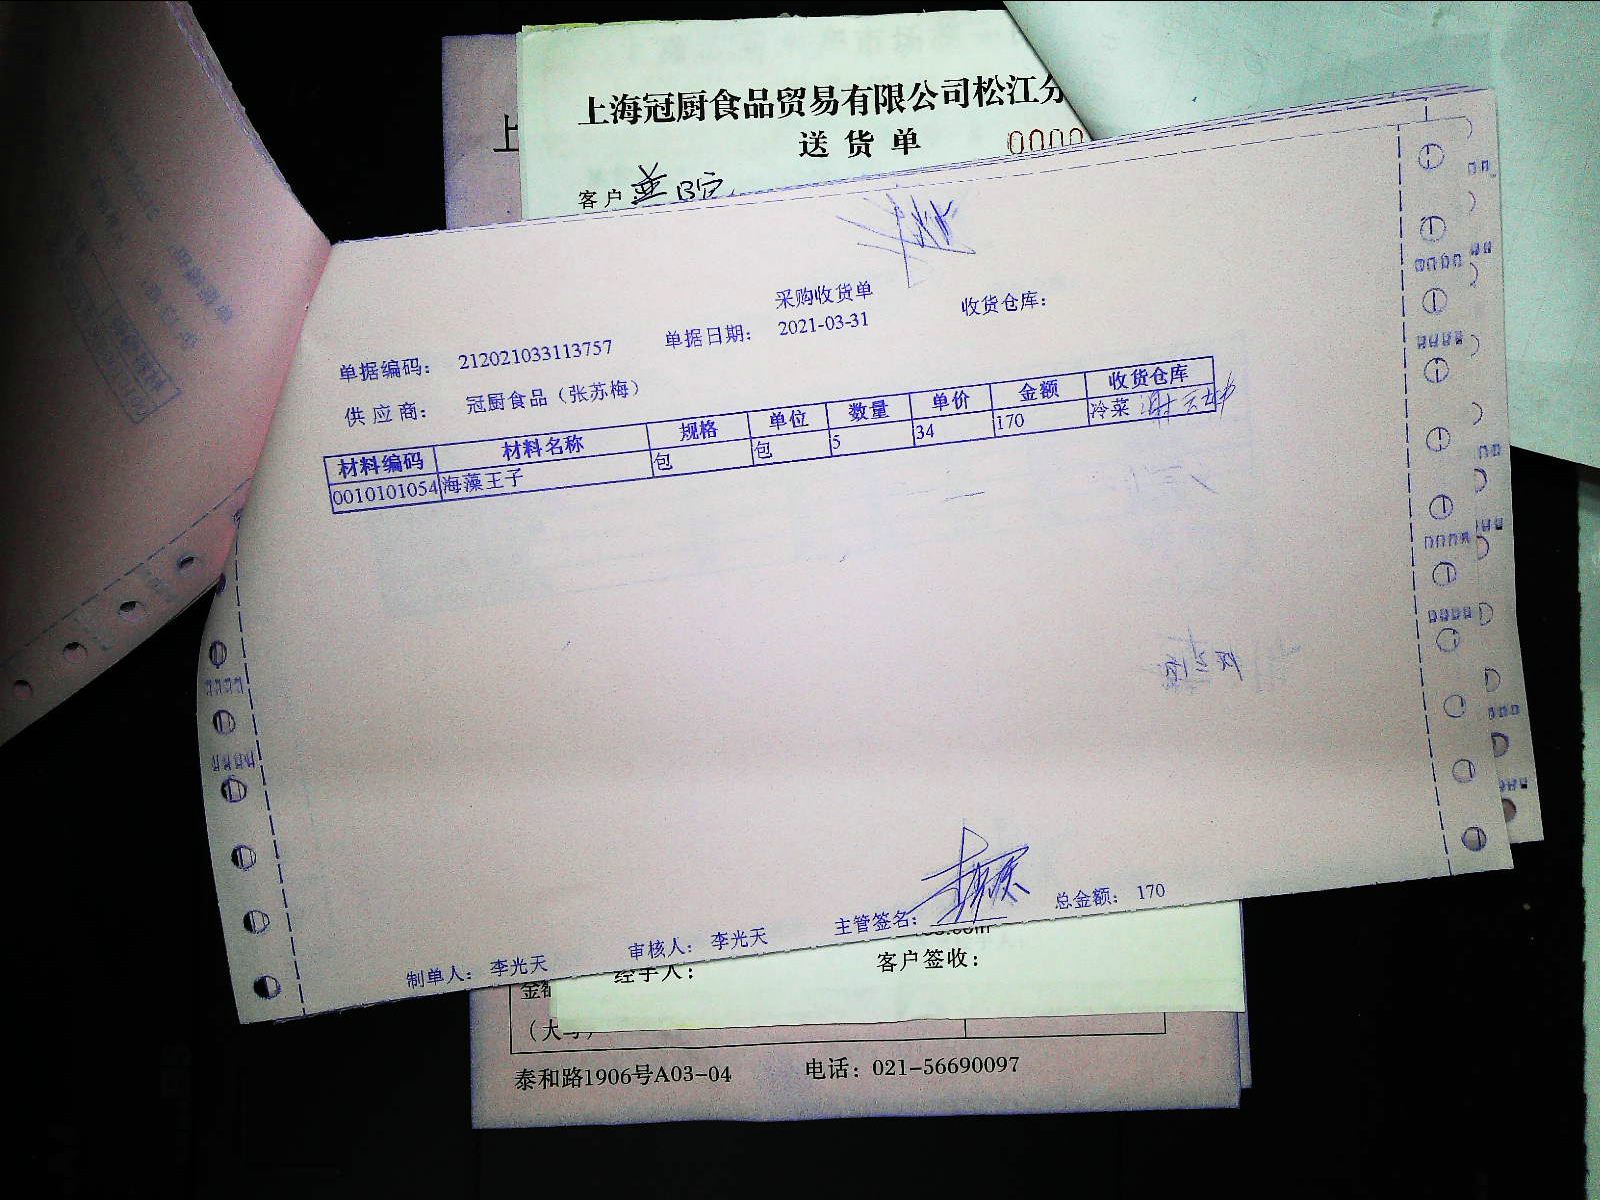 上海冠厨食品贸易有限公司松江分
送货单 0000
客户
采购收货单
单据编码： 212021033113757 单据日期： 2021-03-31 收货仓库：
供应商： 冠厨食品（张苏梅）
材料编码 材料名称 规格 单位 数量 单价 金额 收货仓库
0010101054 海藻王子 包 包 5 34 170 冷菜
制单人： 李光天 审核人： 李光天 主管签名： 总金额： 170
经手人： 客户签收：
金额
（大写）
泰和路1906号A03-04 电话：021-56690097